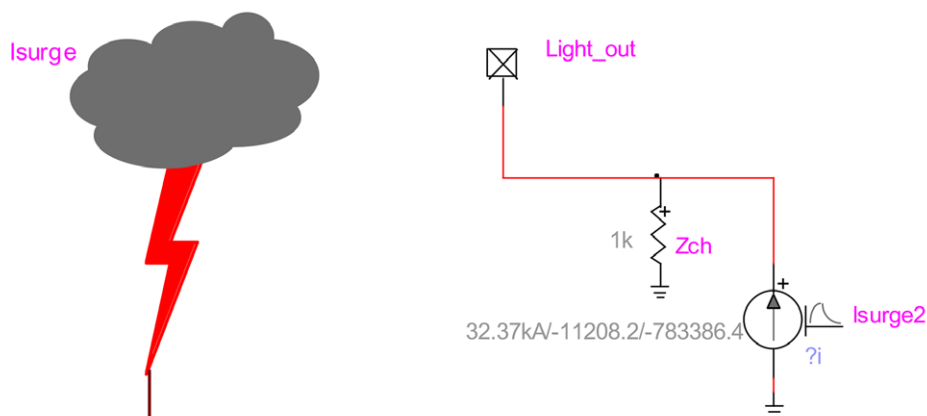 Isurge
Light_out
+
1k
Zch
+
32.37kA/-11208.2/-783386.4
Isurge2
?i